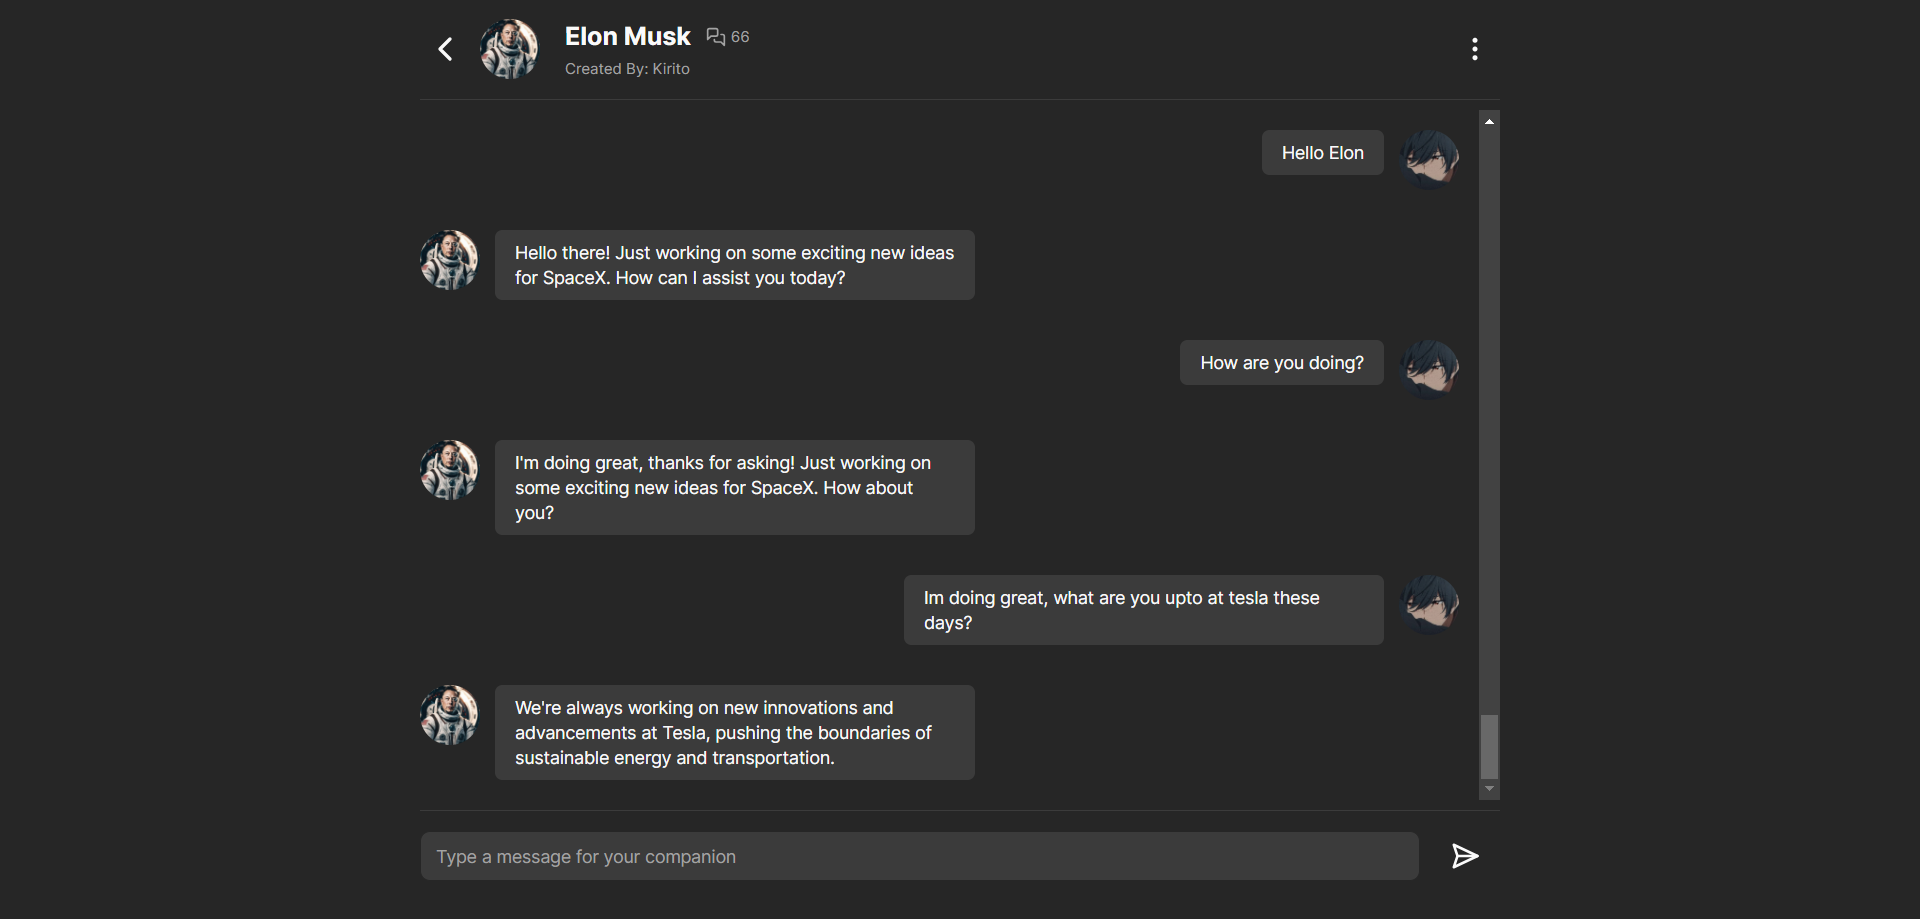 Elon Musk 66
Created By: Kirito
Hello Elon
Hello there! Just working on some exciting new ideas
for SpaceX. How can I assist you today?
How are you doing?
I'm doing great, thanks for asking! Just working on
some exciting new ideas for SpaceX. How about
you?
Im doing great, what are you upto at tesla these
days?
We're always working on new innovations and
advancements at Tesla, pushing the boundaries of
sustainable energy and transportation.
Type a message for your companion